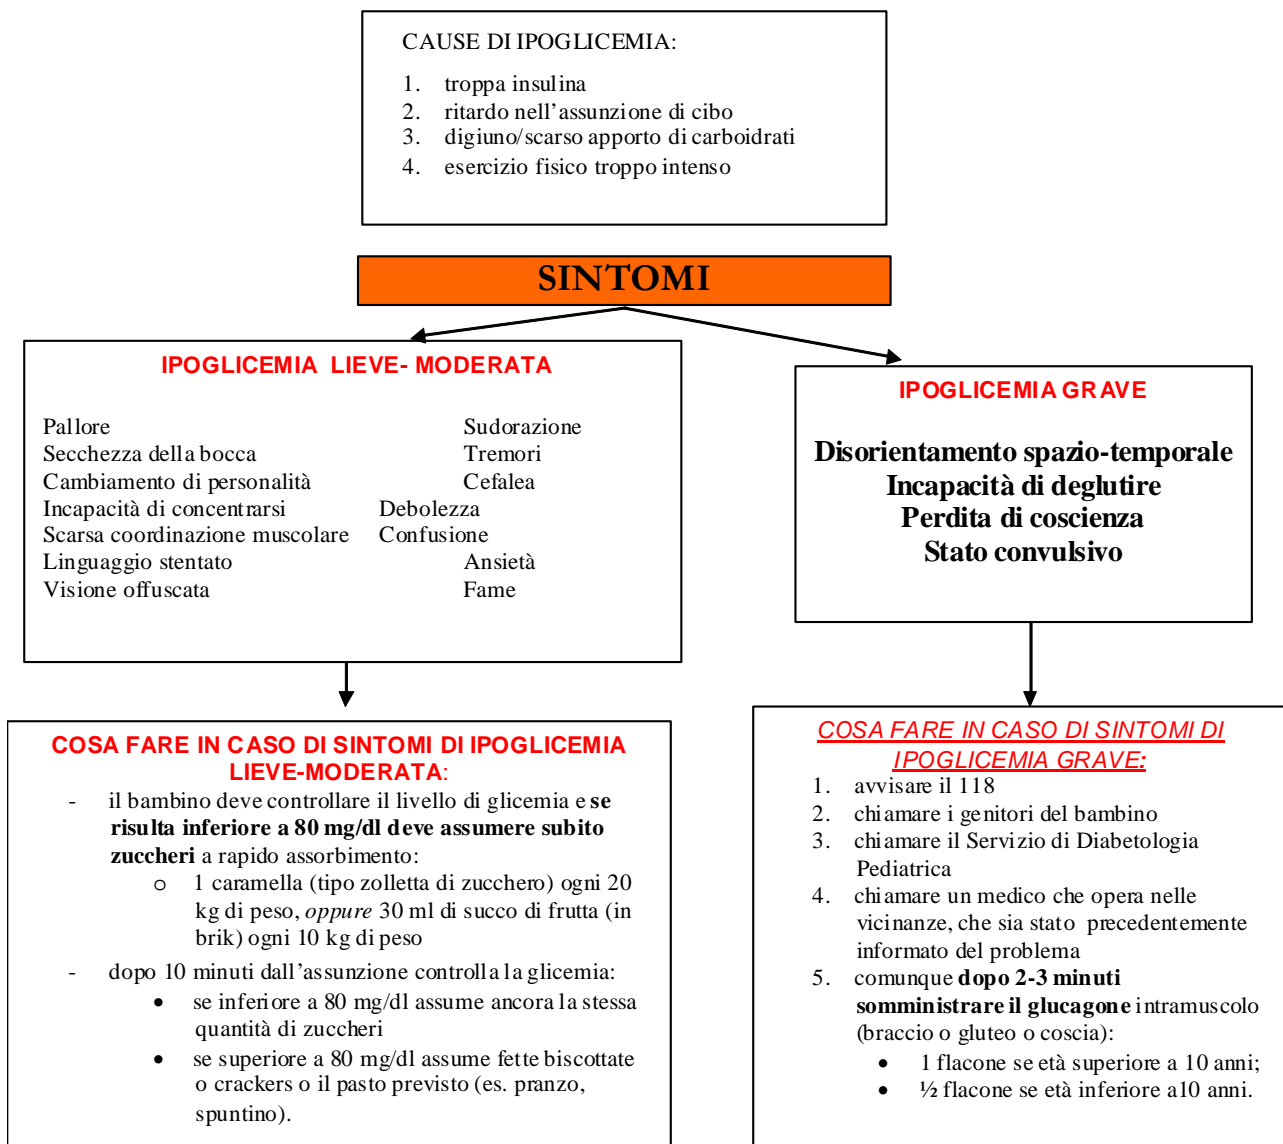 CAUSE DI IPOGLICEMIA:
1. troppa insulina
2. ritardo nell’assunzione di cibo
3. digiuno/scarso apporto di carboidrati
4. esercizio fisico troppo intenso
SINTOMI
IPOGLICEMIA LIEVE- MODERATA
Pallore Sudorazione
Secchezza della bocca Tremori
Cambiamento di personalità Cefalea
Incapacità di concentrarsi Debolezza
Scarsa coordinazione muscolare Confusione
Linguaggio stentato Ansietà
Visione offuscata Fame
IPOGLICEMIA GRAVE
Disorientamento spazio-temporale
Incapacità di deglutire
Perdita di coscienza
Stato convulsivo
COSA FARE IN CASO DI SINTOMI DI IPOGLICEMIA
LIEVE-MODERATA:
- il bambino deve controllare il livello di glicemia e se
risulta inferiore a 80 mg/dl deve assumere subito
zuccheri a rapido assorbimento:
o 1 caramella (tipo zolletta di zucchero) ogni 20
kg di peso, oppure 30 ml di succo di frutta (in
brik) ogni 10 kg di peso
- dopo 10 minuti dall’assunzione controlla la glicemia:
• se inferiore a 80 mg/dl assume ancora la stessa
quantità di zuccheri
• se superiore a 80 mg/dl assume fette biscottate
o crackers o il pasto previsto (es. pranzo,
spuntino).
COSA FARE IN CASO DI SINTOMI DI
IPOGLICEMIA GRAVE:
1. avvisare il 118
2. chiamare i genitori del bambino
3. chiamare il Servizio di Diabetologia
Pediatrica
4. chiamare un medico che opera nelle
vicinanze, che sia stato precedentemente
informato del problema
5. comunque dopo 2-3 minuti
somministrare il glucagone intramuscolo
(braccio o gluteo o coscia):
• 1 flacone se età superiore a 10 anni;
• ½ flacone se età inferiore a10 anni.